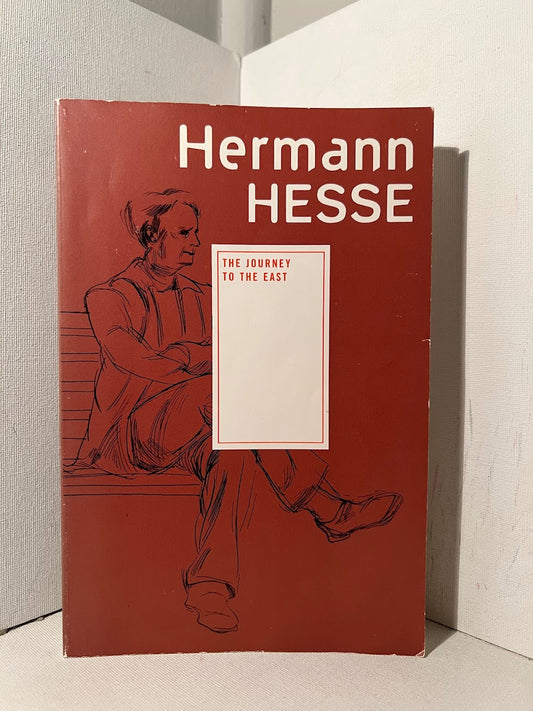 Hermann
HESSE
THE JOURNEY
TO THE EAST